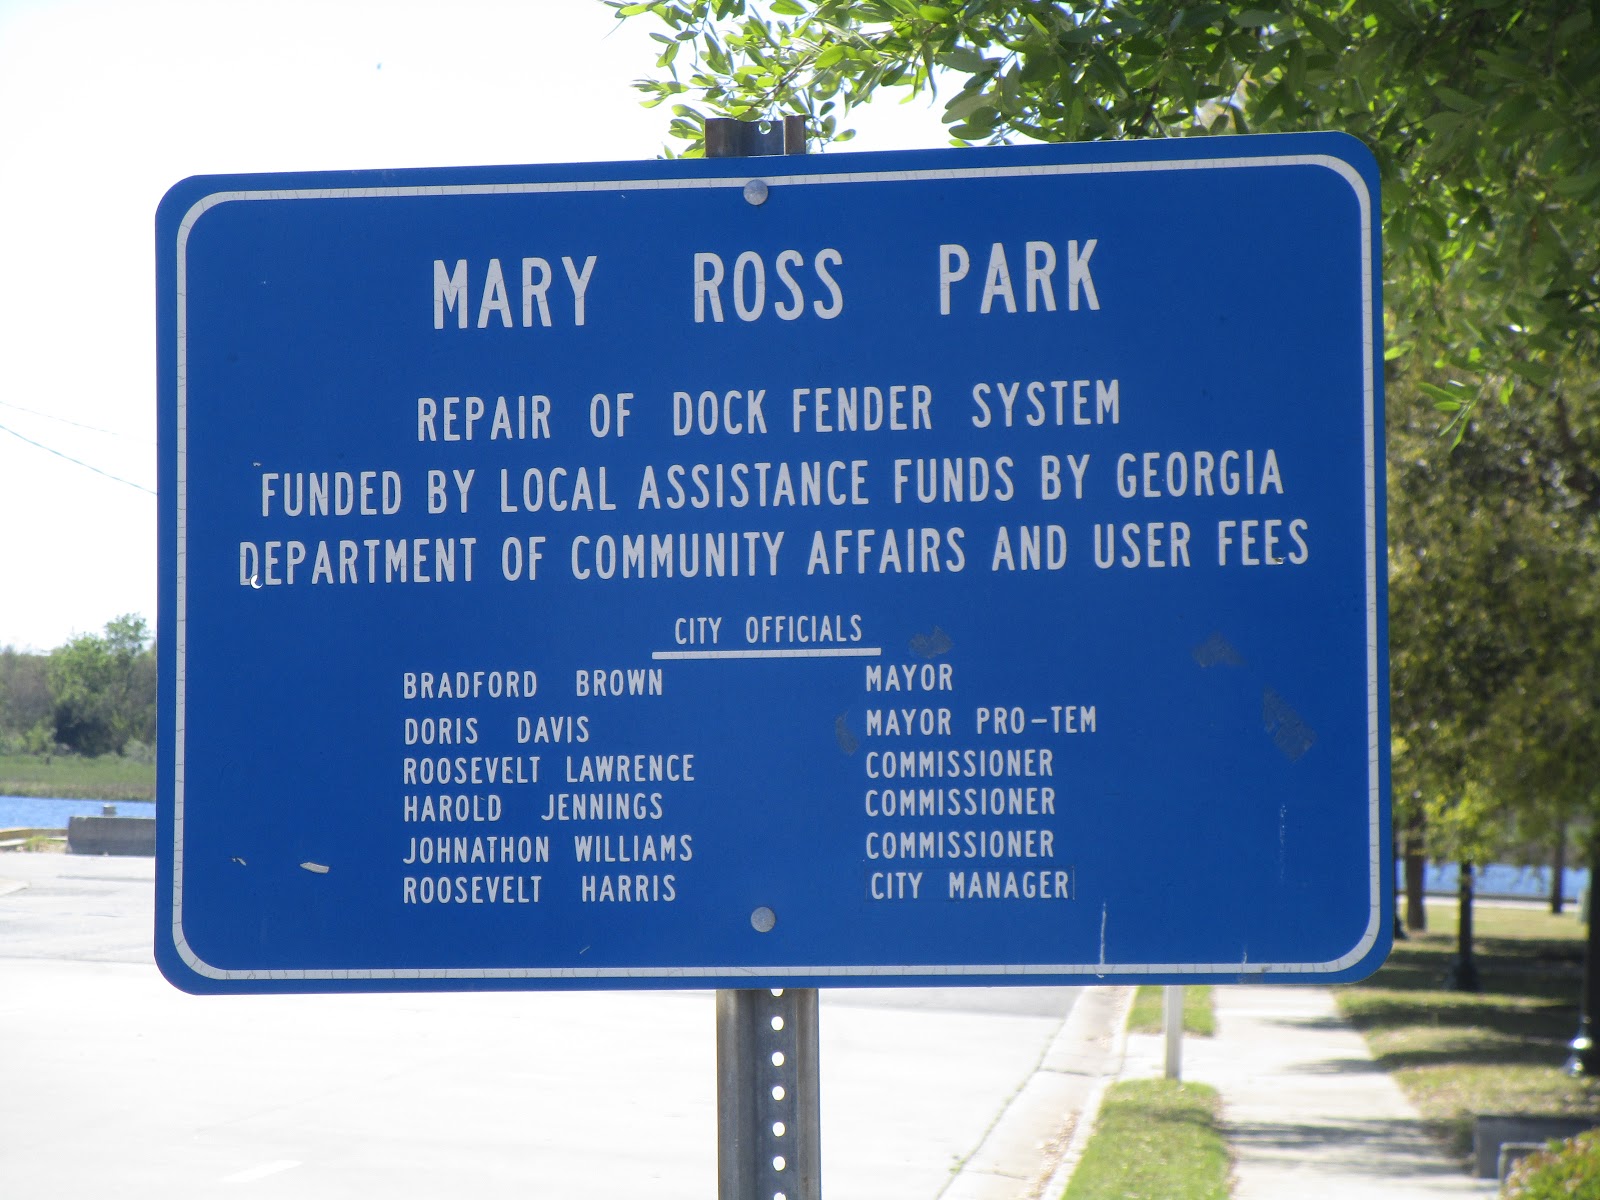 MARY ROSS PARK
REPAIR OF DOCK FENDER SYSTEM
FUNDED BY LOCAL ASSISTANCE FUNDS BY GEORGIA
DEPARTMENT OF COMMUNITY AFFAIRS AND USER FEES
CITY OFFICIALS
BRADFORD BROWN MAYOR
DORIS DAVIS MAYOR PRO-TEM
ROOSEVELT LAWRENCE COMMISSIONER
HAROLD JENNINGS COMMISSIONER
JOHNATHON WILLIAMS COMMISSIONER
ROOSEVELT HARRIS CITY MANAGER